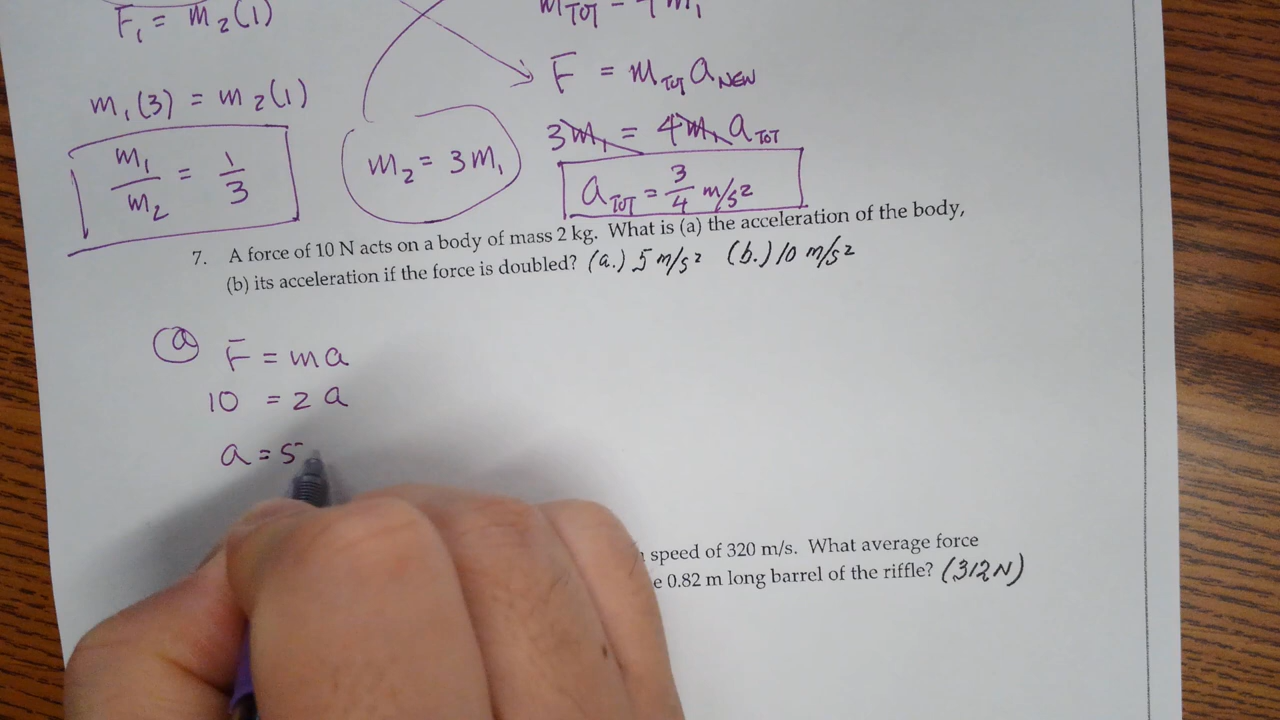 F₁ = m₂(1)
m₁(3) = m₂(1)
m₁/m₂ = 1/3
m₂ = 3m₁
F = m_TOT a_NEW
3m₁ = 4m₁ a_TOT
a_TOT = 3/4 m/s²
7. A force of 10 N acts on a body of mass 2 kg. What is (a) the acceleration of the body,
(b) its acceleration if the force is doubled? (a.) 5 m/s² (b.) 10 m/s²
(a) F = ma
10 = 2 a
a = 5
speed of 320 m/s. What average force
0.82 m long barrel of the riffle? (312N)